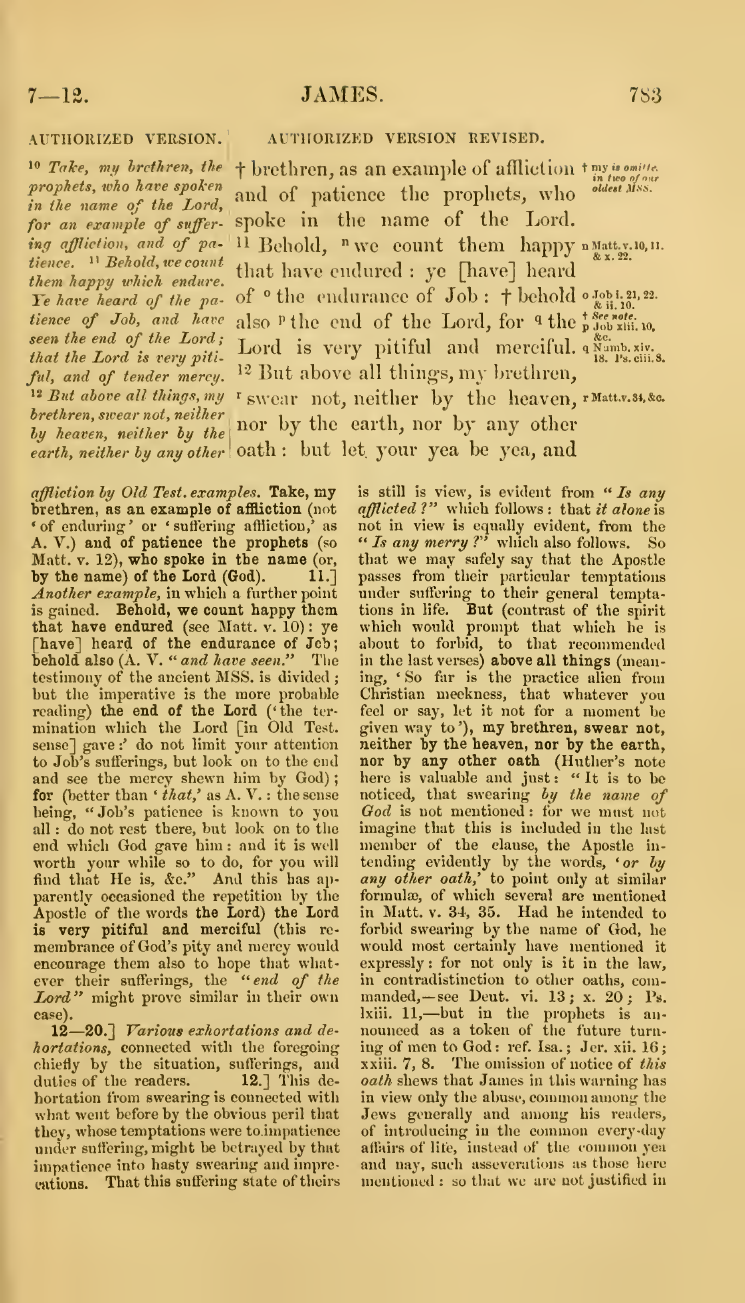 7—12.
JAMES.
783
AUTHORIZED VERSION.
10 Take, my brethren, the
prophets, who have spoken
in the name of the Lord,
for an example of suffer-
ing affliction, and of pa-
tience. 11 Behold, we count
them happy which endure.
Ye have heard of the pa-
tience of Job, and have
seen the end of the Lord;
that the Lord is very piti-
ful, and of tender mercy.
12 But above all things, my
brethren, swear not, neither
by heaven, neither by the
earth, neither by any other
AUTHORIZED VERSION REVISED.
† brethren, as an example of affliction
and of patience the prophets, who
spoke in the name of the Lord.
11 Behold, n we count them happy
that have endured : ye [have] heard
of o the endurance of Job : † behold
also p the end of the Lord, for q the
Lord is very pitiful and merciful.
12 But above all things, my brethren,
r swear not, neither by the heaven,
nor by the earth, nor by any other
oath : but let your yea be yea, and
† my is omitte.
in two of our
oldest MSS.
n Matt. v. 10, 11.
& x. 22.
o Job i. 21, 22.
& ii. 10.
† See note.
p Job xlii. 10,
&c.
q Numb. xiv.
18. Ps. ciii. 8.
r Matt. v. 34, &c.
affliction by Old Test. examples. Take, my
brethren, as an example of affliction (not
‘ of enduring’ or ‘ suffering affliction,’ as
A. V.) and of patience the prophets (so
Matt. v. 12), who spoke in the name (or,
by the name) of the Lord (God). 11.]
Another example, in which a further point
is gained. Behold, we count happy them
that have endured (see Matt. v. 10) : ye
[have] heard of the endurance of Job;
behold also (A. V. “ and have seen.” The
testimony of the ancient MSS. is divided ;
but the imperative is the more probable
reading) the end of the Lord (‘ the ter-
mination which the Lord [in Old Test.
sense] gave :’ do not limit your attention
to Job’s sufferings, but look on to the end
and see the mercy shewn him by God) ;
for (better than ‘ that,’ as A. V. : the sense
being, “ Job’s patience is known to you
all : do not rest there, but look on to the
end which God gave him : and it is well
worth your while so to do, for you will
find that He is, &c.” And this has ap-
parently occasioned the repetition by the
Apostle of the words the Lord) the Lord
is very pitiful and merciful (this re-
membrance of God’s pity and mercy would
encourage them also to hope that what-
ever their sufferings, the “ end of the
Lord ” might prove similar in their own
case).
12—20.] Various exhortations and de-
hortations, connected with the foregoing
chiefly by the situation, sufferings, and
duties of the readers. 12.] This de-
hortation from swearing is connected with
what went before by the obvious peril that
they, whose temptations were to impatience
under suffering, might be betrayed by that
impatience into hasty swearing and impre-
cations. That this suffering state of theirs
is still is view, is evident from “ Is any
afflicted ?” which follows : that it alone is
not in view is equally evident, from the
“ Is any merry ?” which also follows. So
that we may safely say that the Apostle
passes from their particular temptations
under suffering to their general tempta-
tions in life. But (contrast of the spirit
which would prompt that which he is
about to forbid, to that recommended
in the last verses) above all things (mean-
ing, ‘ So far is the practice alien from
Christian meekness, that whatever you
feel or say, let it not for a moment be
given way to ’), my brethren, swear not,
neither by the heaven, nor by the earth,
nor by any other oath (Huther’s note
here is valuable and just : “ It is to be
noticed, that swearing by the name of
God is not mentioned : for we must not
imagine that this is included in the last
member of the clause, the Apostle in-
tending evidently by the words, ‘ or by
any other oath,’ to point only at similar
formulæ, of which several are mentioned
in Matt. v. 34, 35. Had he intended to
forbid swearing by the name of God, he
would most certainly have mentioned it
expressly : for not only is it in the law,
in contradistinction to other oaths, com-
manded,—see Deut. vi. 13 ; x. 20 ; Ps.
lxiii. 11,—but in the prophets is an-
nounced as a token of the future turn-
ing of men to God : ref. Isa. ; Jer. xii. 16 ;
xxiii. 7, 8. The omission of notice of this
oath shews that James in this warning has
in view only the abuse, common among the
Jews generally and among his readers,
of introducing in the common every-day
affairs of life, instead of the common yea
and nay, such asseverations as those here
mentioned : so that we are not justified in